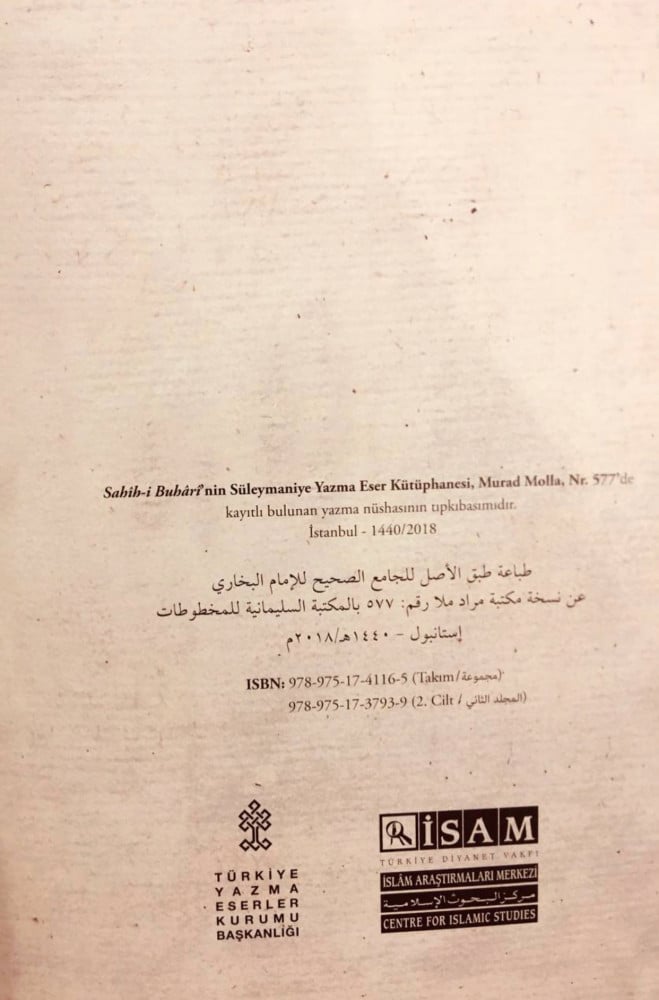 Sahih-i Buhârî'nin Süleymaniye Yazma Eser Kütüphanesi, Murad Molla, Nr. 577'de
kayıtlı bulunan yazma nüshasının tıpkıbasımıdır.
İstanbul - 1440/2018
طباعة طبق الأصل للجامع الصحيح للإمام البخاري
عن نسخة مكتبة مراد ملا رقم: ٥٧٧ بالمكتبة السليمانية للمخطوطات
إستانبول - ١٤٤٠هـ/٢٠١٨م
ISBN: 978-975-17-4116-5 (Takım/مجموعة)
978-975-17-3793-9 (2. Cilt / المجلد الثاني)
TÜRKİYE
YAZMA
ESERLER
KURUMU
BAŞKANLIĞI
İSAM
TÜRKİYE DİYANET VAKFI
İSLÂM ARAŞTIRMALARI MERKEZİ
مركز البحوث الإسلامية
CENTRE FOR ISLAMIC STUDIES